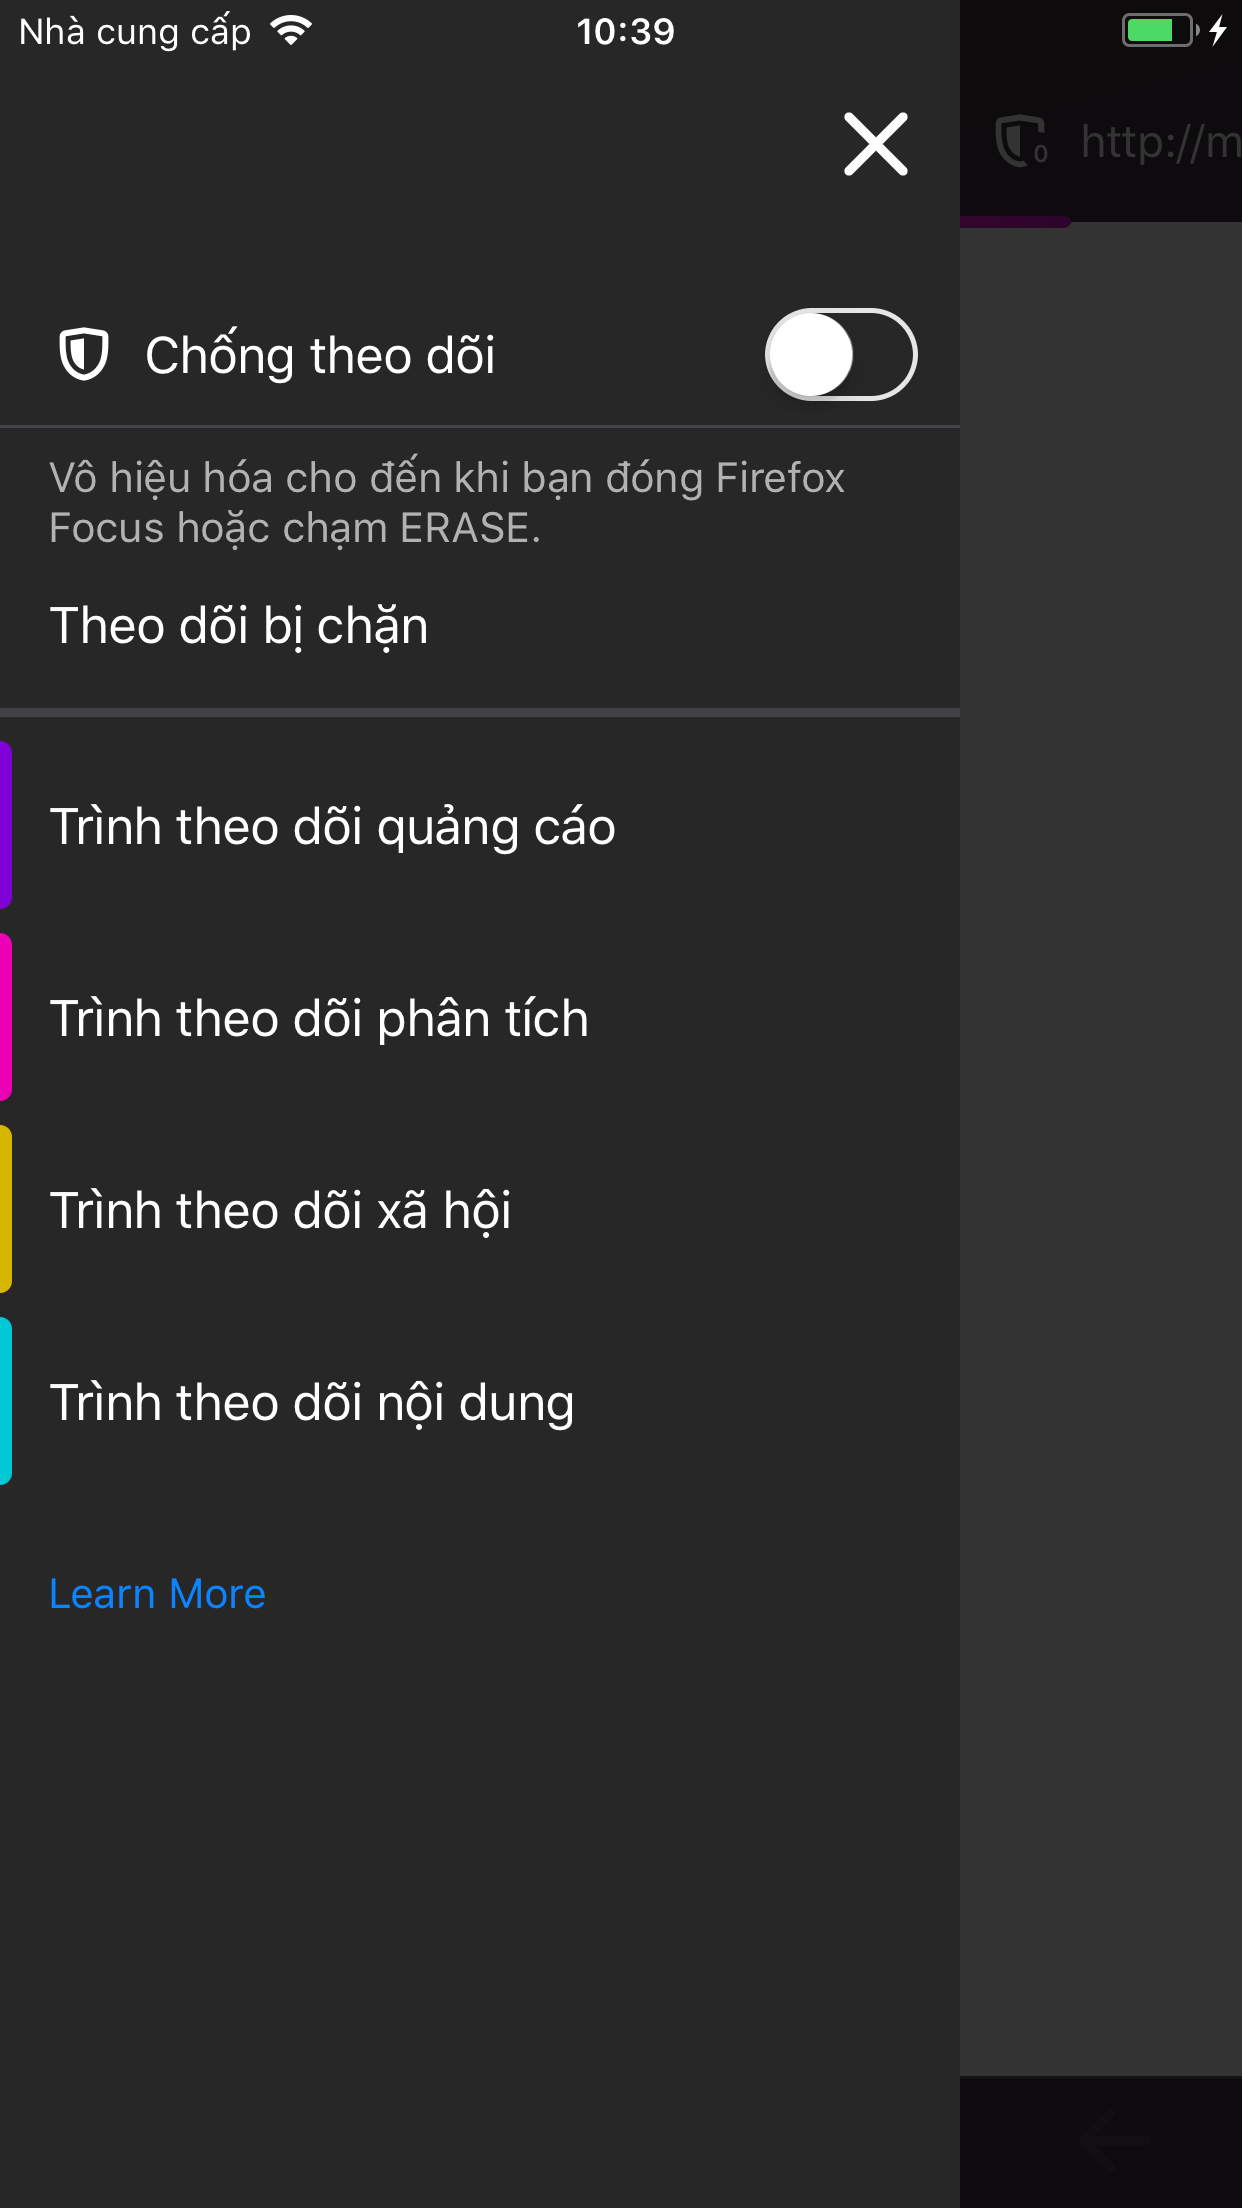 Nhà cung cấp
10:39
0
http://m
Chống theo dõi
Vô hiệu hóa cho đến khi bạn đóng Firefox
Focus hoặc chạm ERASE.
Theo dõi bị chặn
Trình theo dõi quảng cáo
Trình theo dõi phân tích
Trình theo dõi xã hội
Trình theo dõi nội dung
Learn More